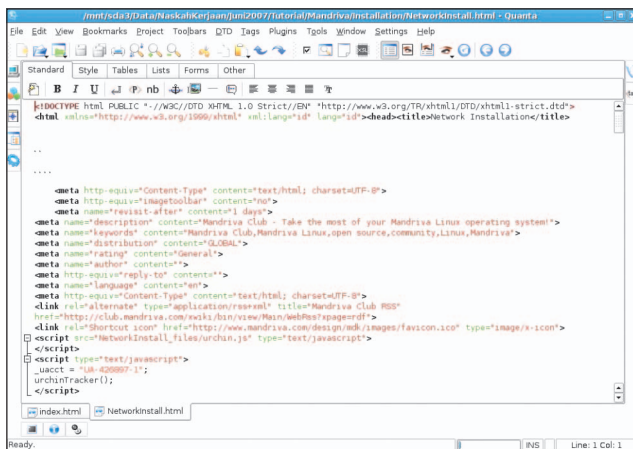 /mnt/sda3/Data/NaskahKerjaan/Juni2007/Tutorial/Mandriva/Installation/NetworkInstall.html - Quanta
File Edit View Bookmarks Project Toolbars DTD Tags Plugins Tools Window Settings Help
Standard Style Tables Lists Forms Other
B I U nb
<!DOCTYPE html PUBLIC "-//W3C//DTD XHTML 1.0 Strict//EN" "http://www.w3.org/TR/xhtml1/DTD/xhtml1-strict.dtd">
<html xmlns="http://www.w3.org/1999/xhtml" xml:lang="id" lang="id"><head><title>Network Installation</title>
..
....
<meta http-equiv="Content-Type" content="text/html; charset=UTF-8">
<meta http-equiv="imagetoolbar" content="no">
<meta name="revisit-after" content="1 days">
<meta name="description" content="Mandriva Club - Take the most of your Mandriva Linux operating system!">
<meta name="keywords" content="Mandriva Club,Mandriva Linux,open source,community,Linux,Mandriva">
<meta name="distribution" content="GLOBAL">
<meta name="rating" content="General">
<meta name="author" content="">
<meta http-equiv="reply-to" content="">
<meta name="language" content="en">
<meta http-equiv="Content-Type" content="text/html; charset=UTF-8">
<link rel="alternate" type="application/rss+xml" title="Mandriva Club RSS"
href="http://club.mandriva.com/xwiki/bin/view/Main/WebRss?xpage=rdf">
<link rel="Shortcut icon" href="http://www.mandriva.com/design/mdk/images/favicon.ico" type="image/x-icon">
<script src="NetworkInstall_files/urchin.js" type="text/javascript">
</script>
<script type="text/javascript">
_uacct = "UA-426897-1";
urchinTracker();
</script>
index.html NetworkInstall.html
Ready. INS Line: 1 Col: 1